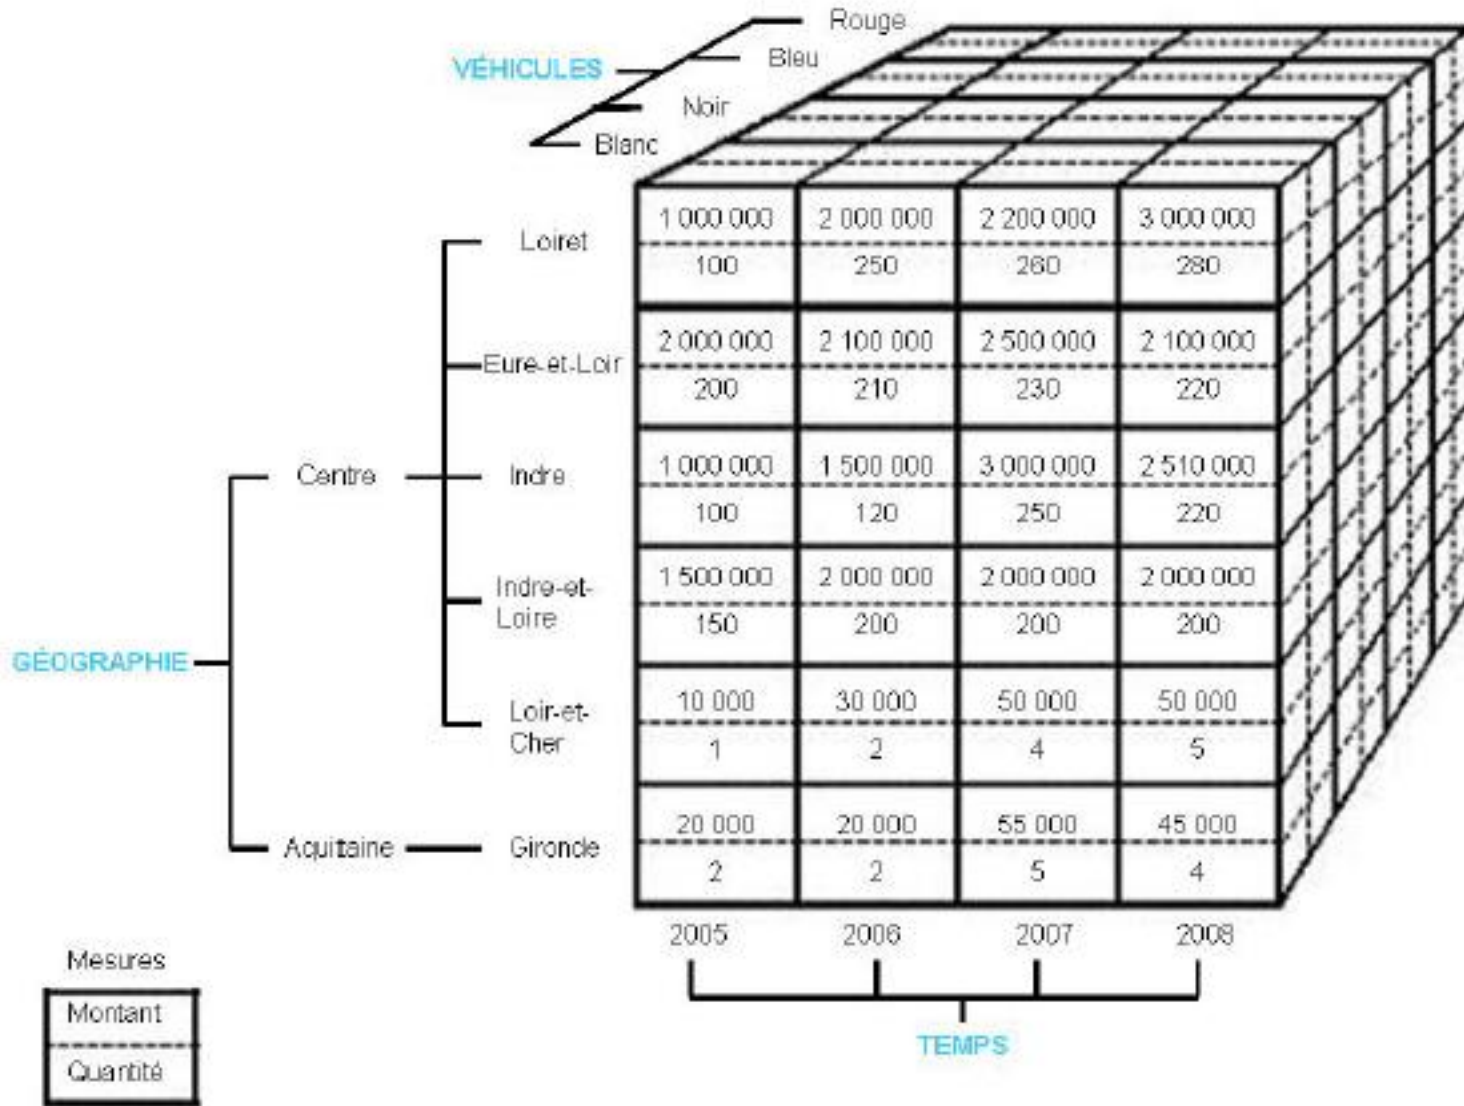 Rouge
VÉHICULES
Bleu
Noir
Blanc
Loiret
1 000 000 2 000 000 2 200 000 3 000 000
100 250 260 280
Eure-et-Loir
2 000 000 2 100 000 2 500 000 2 100 000
200 210 230 220
Centre
Indre
1 000 000 1 500 000 3 000 000 2 510 000
100 120 250 220
Indre-et-
Loire
1 500 000 2 000 000 2 000 000 2 000 000
150 200 200 200
GÉOGRAPHIE
Loir-et-
Cher
10 000 30 000 50 000 50 000
1 2 4 5
Aquitaine
Gironde
20 000 20 000 55 000 45 000
2 2 5 4
2005 2006 2007 2008
TEMPS
Mesures
Montant
Quantité